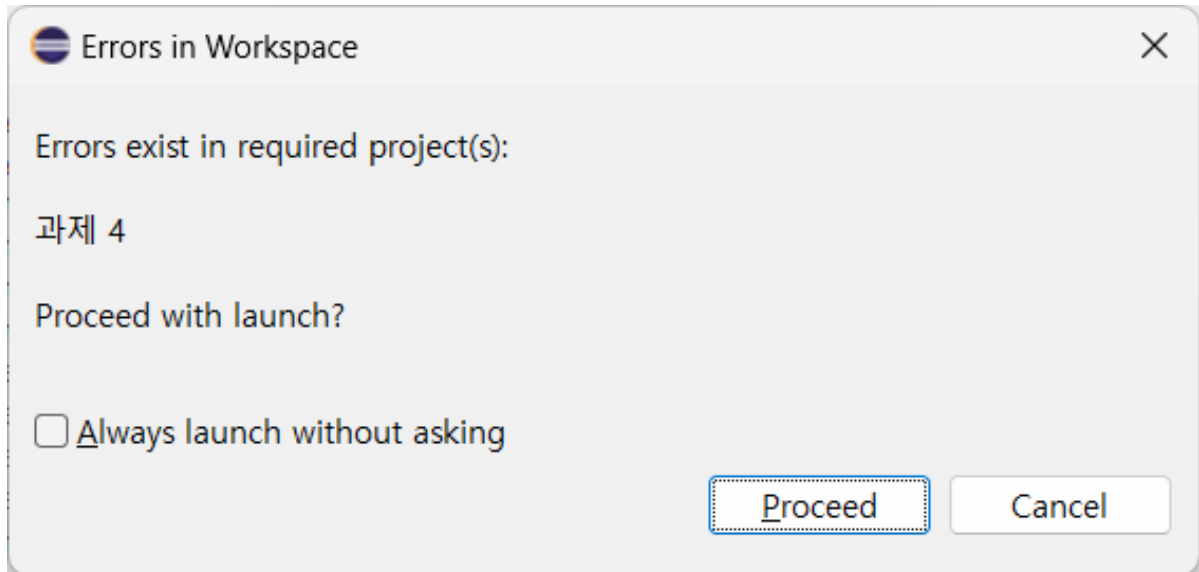 Errors in Workspace
Errors exist in required project(s):
과제 4
Proceed with launch?
Always launch without asking
Proceed
Cancel